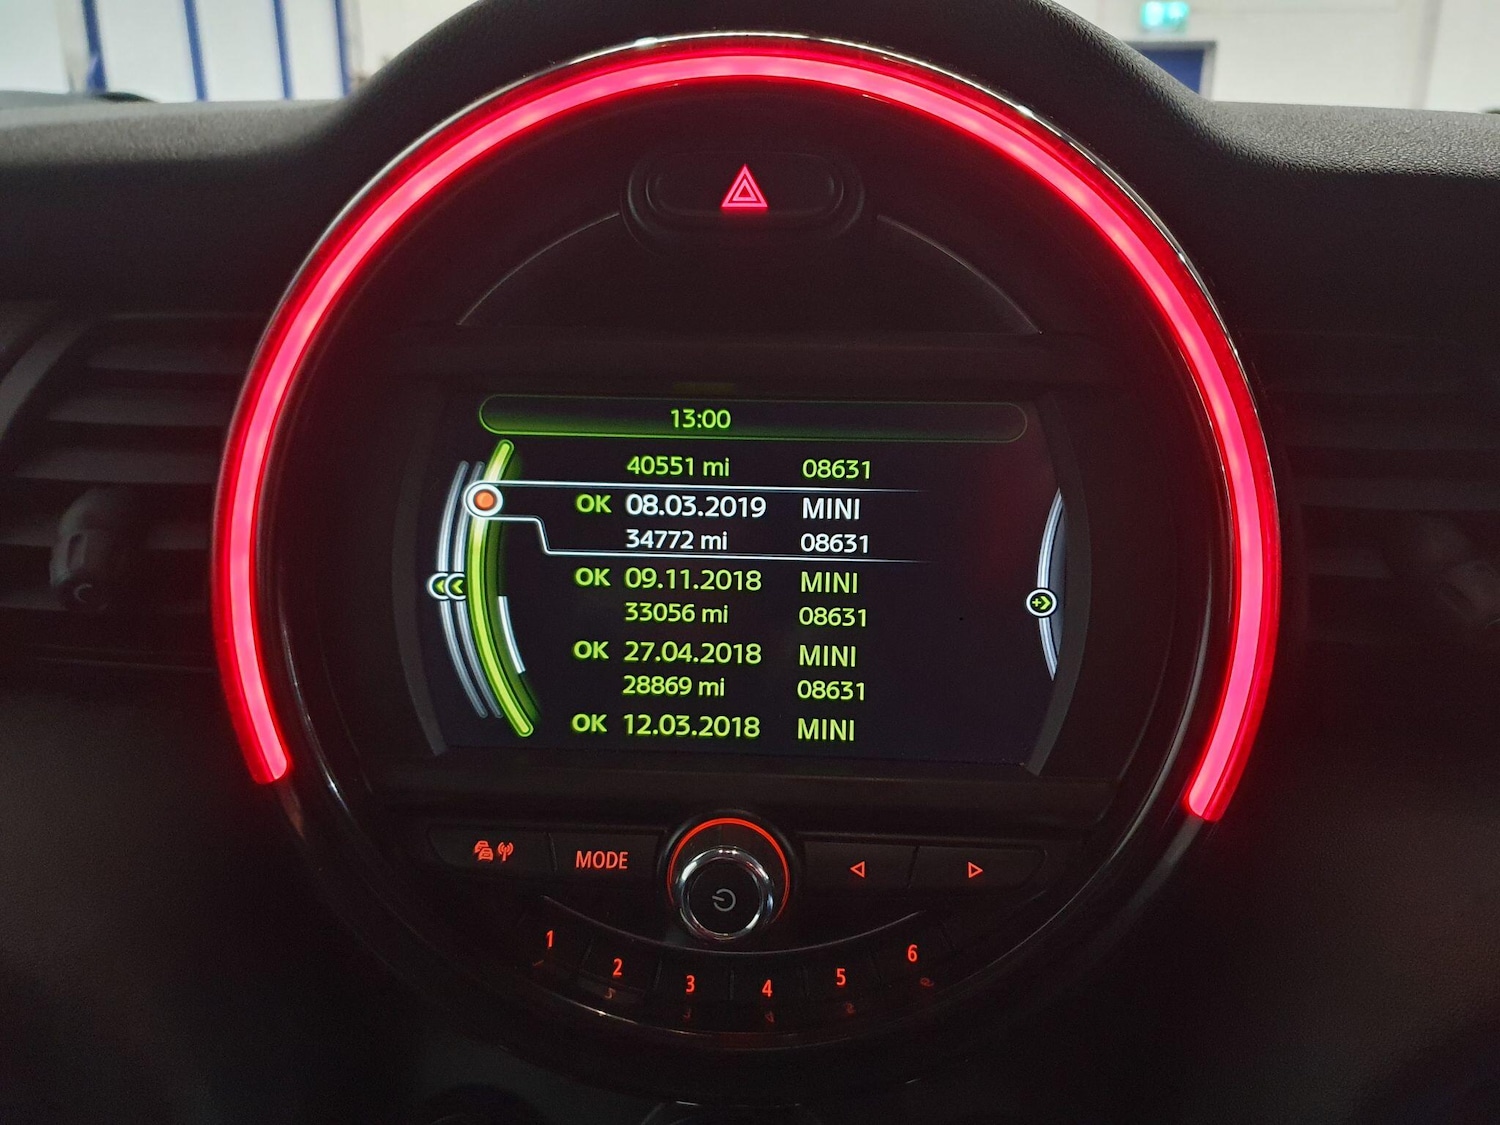 13:00
40551 mi 08631
OK 08.03.2019 MINI
34772 mi 08631
OK 09.11.2018 MINI
33056 mi 08631
OK 27.04.2018 MINI
28869 mi 08631
OK 12.03.2018 MINI
MODE
1 2 3 4 5 6